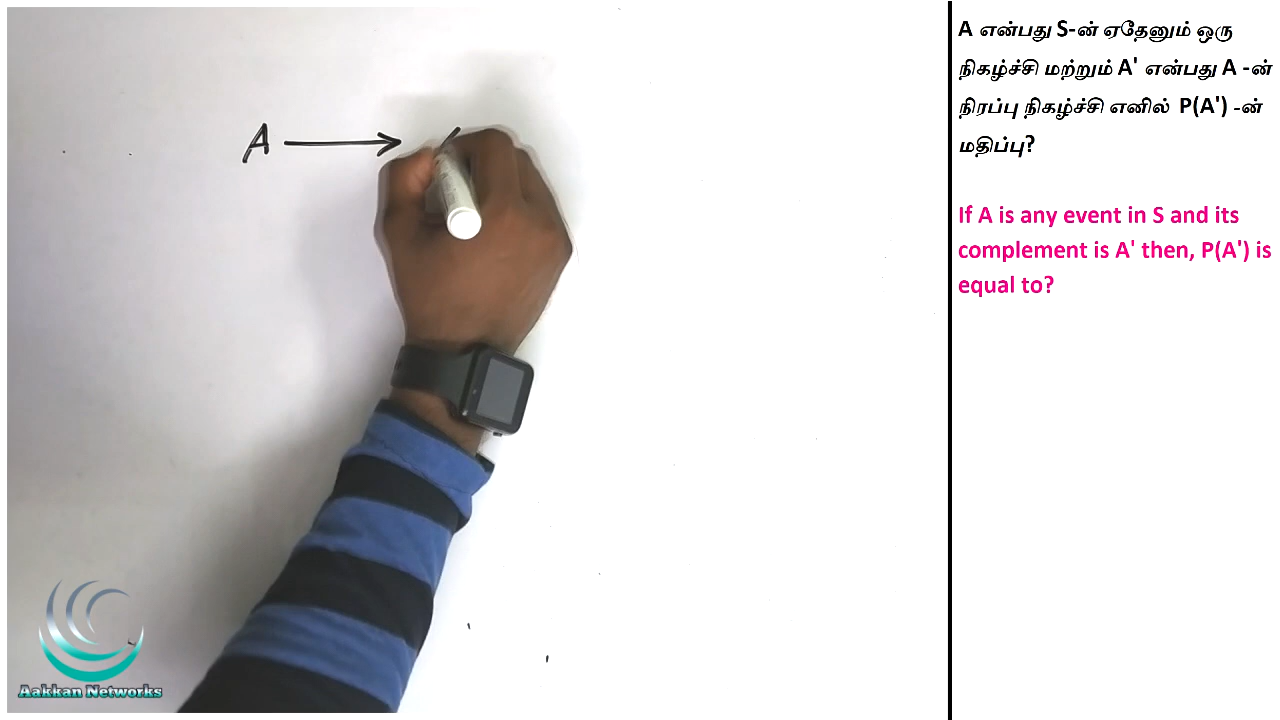 A
A என்பது S-ன் ஏதேனும் ஒரு
நிகழ்ச்சி மற்றும் A' என்பது A -ன்
நிரப்பு நிகழ்ச்சி எனில் P(A') -ன்
மதிப்பு?
If A is any event in S and its
complement is A' then, P(A') is
equal to?
Aakkan Networks